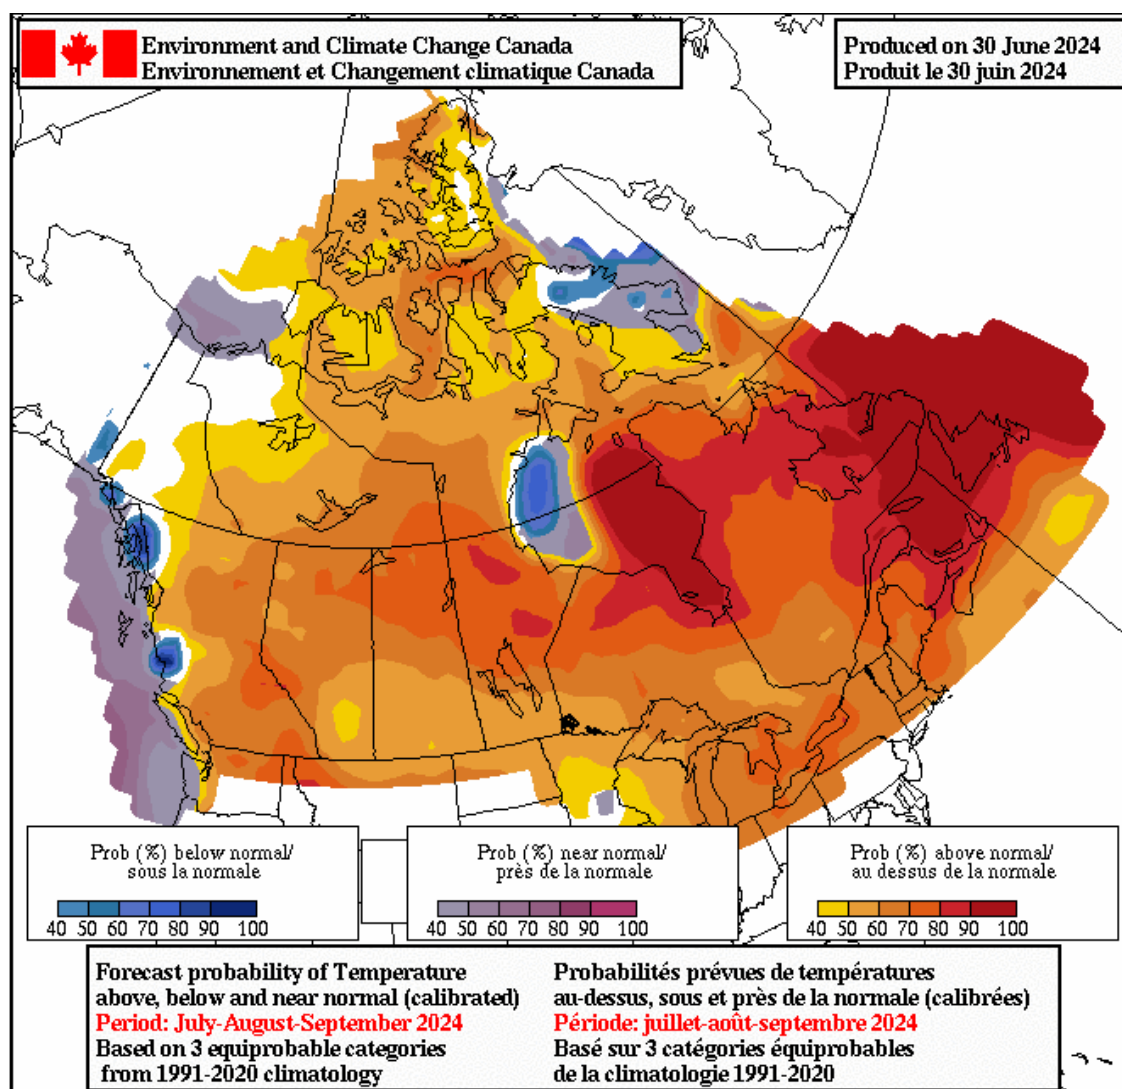 Environment and Climate Change Canada
Environnement et Changement climatique Canada
Produced on 30 June 2024
Produit le 30 juin 2024
Prob (%) below normal/
sous la normale
40 50 60 70 80 90 100
Prob (%) near normal/
près de la normale
40 50 60 70 80 90 100
Prob (%) above normal/
au dessus de la normale
40 50 60 70 80 90 100
Forecast probability of Temperature
above, below and near normal (calibrated)
Period: July-August-September 2024
Based on 3 equiprobable categories
from 1991-2020 climatology
Probabilités prévues de températures
au-dessus, sous et près de la normale (calibrées)
Période: juillet-août-septembre 2024
Basé sur 3 catégories équiprobables
de la climatologie 1991-2020